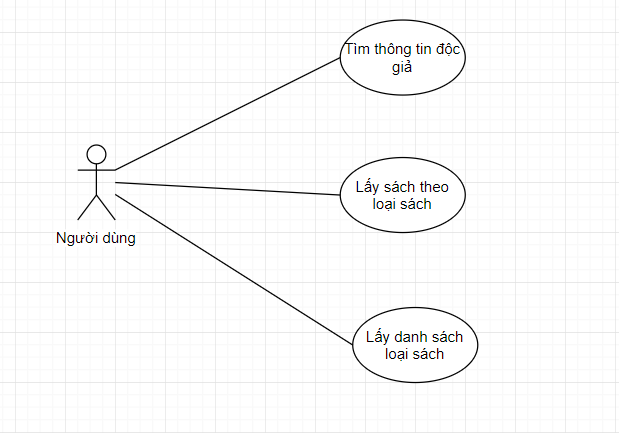 Tìm thông tin độc
giả
Lấy sách theo
loại sách
Người dùng
Lấy danh sách
loại sách